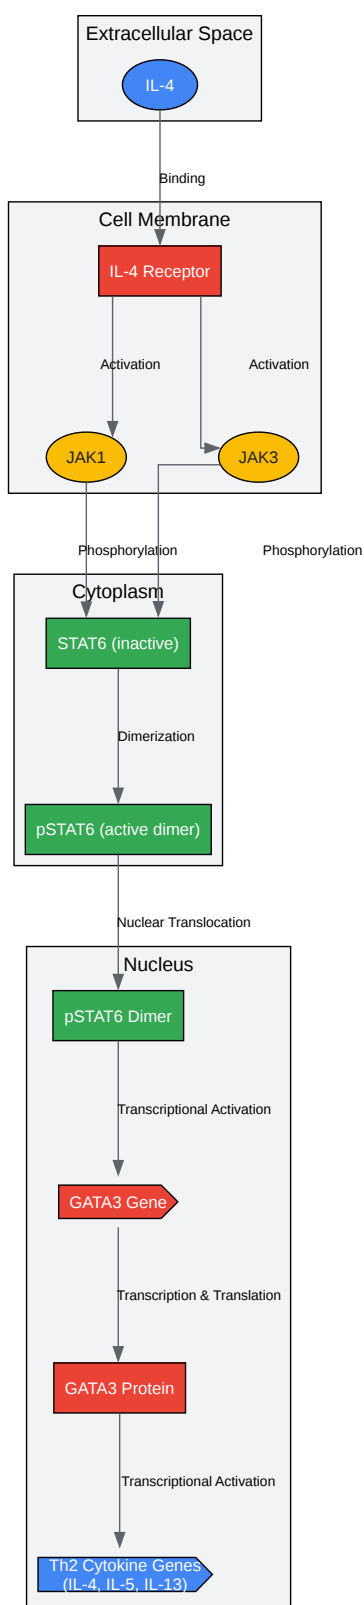 Extracellular Space
IL-4
Binding
Cell Membrane
IL-4 Receptor
Activation
Activation
JAK1
JAK3
Phosphorylation
Phosphorylation
Cytoplasm
STAT6 (inactive)
Dimerization
pSTAT6 (active dimer)
Nuclear Translocation
Nucleus
pSTAT6 Dimer
Transcriptional Activation
GATA3 Gene
Transcription & Translation
GATA3 Protein
Transcriptional Activation
Th2 Cytokine Genes
(IL-4, IL-5, IL-13)